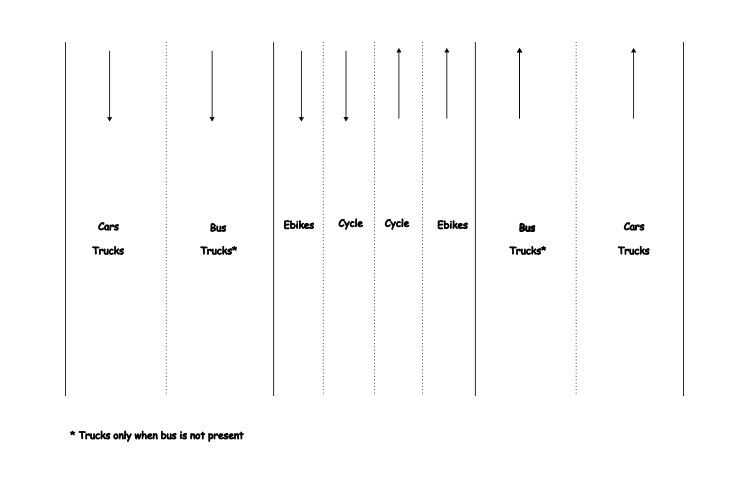 Cars
Trucks
Bus
Trucks*
Ebikes
Cycle
Cycle
Ebikes
Bus
Trucks*
Cars
Trucks
* Trucks only when bus is not present